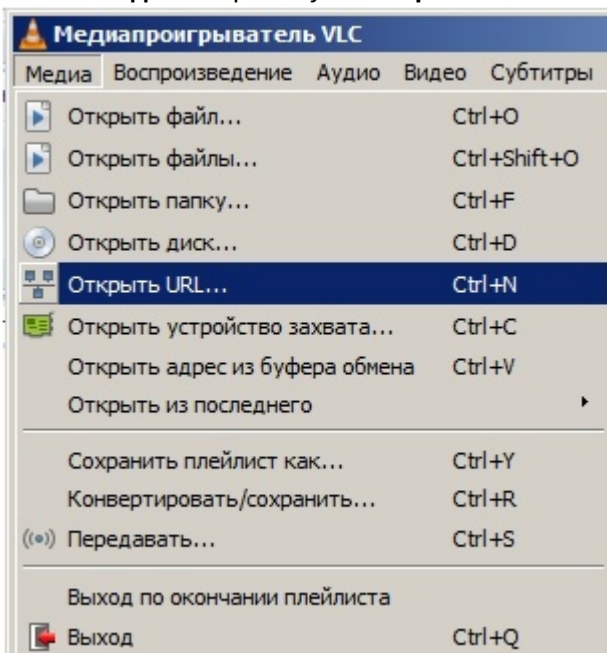 Медиапроигрыватель VLC
Медиа Воспроизведение Аудио Видео Субтитры
Открыть файл... Ctrl+O
Открыть файлы... Ctrl+Shift+O
Открыть папку... Ctrl+F
Открыть диск... Ctrl+D
Открыть URL... Ctrl+N
Открыть устройство захвата... Ctrl+C
Открыть адрес из буфера обмена Ctrl+V
Открыть из последнего
Сохранить плейлист как... Ctrl+Y
Конвертировать/сохранить... Ctrl+R
Передавать... Ctrl+S
Выход по окончании плейлиста
Выход Ctrl+Q